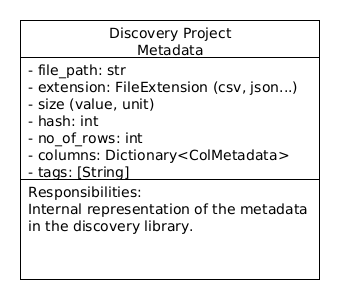 Discovery Project
Metadata
- file_path: str
- extension: FileExtension (csv, json...)
- size (value, unit)
- hash: int
- no_of_rows: int
- columns: Dictionary<ColMetadata>
- tags: [String]
Responsibilities:
Internal representation of the metadata
in the discovery library.